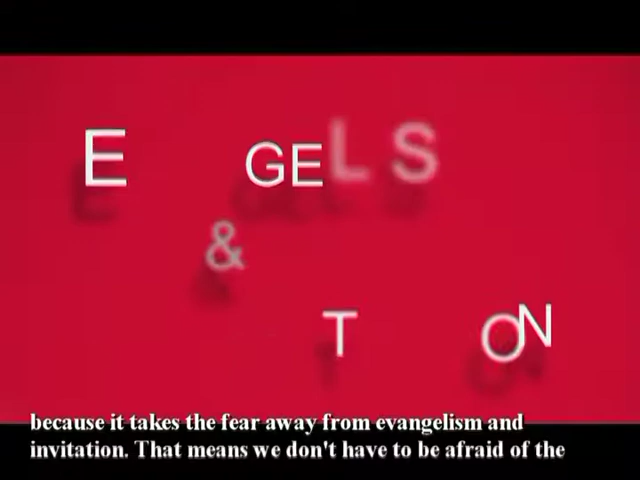 E GELS
&
T ON
because it takes the fear away from evangelism and
invitation. That means we don't have to be afraid of the